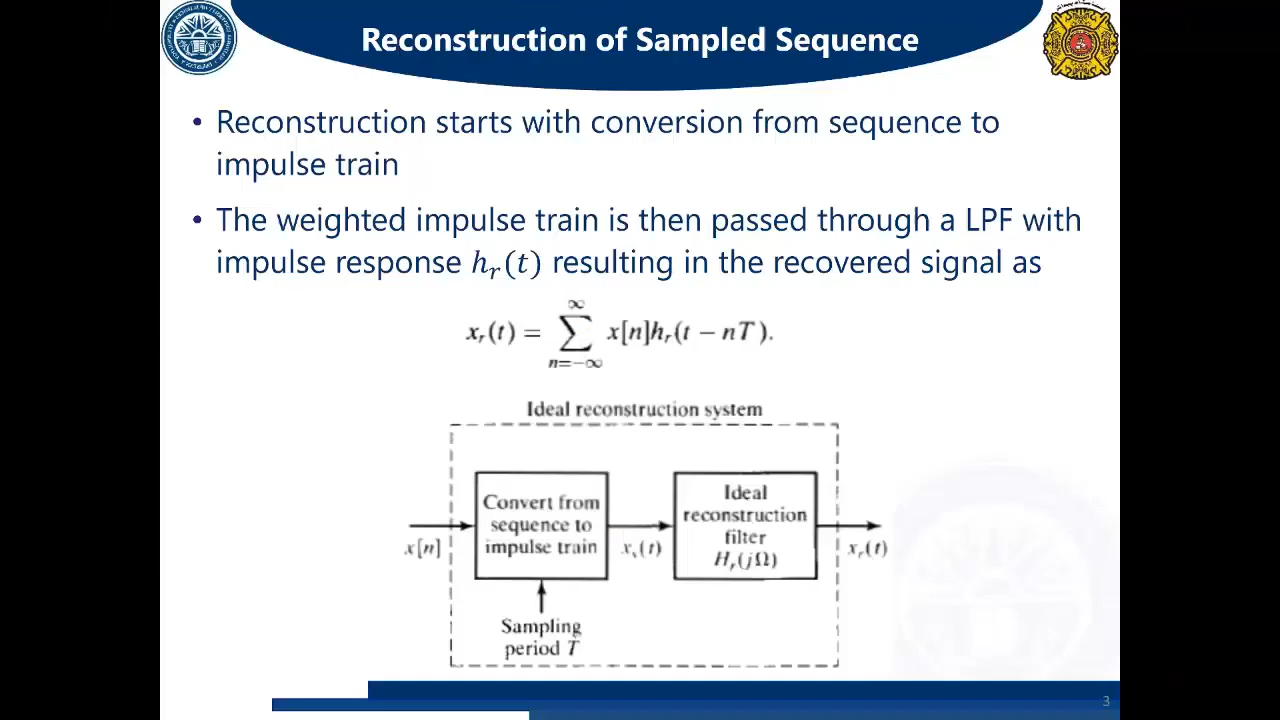 Reconstruction of Sampled Sequence
• Reconstruction starts with conversion from sequence to
impulse train
• The weighted impulse train is then passed through a LPF with
impulse response h_r(t) resulting in the recovered signal as
x_r(t) = ∑_{n=-∞}^{∞} x[n]h_r(t − nT).
Ideal reconstruction system
Convert from
sequence to
impulse train
Ideal
reconstruction
filter
H_r(jΩ)
x[n]
x_s(t)
x_r(t)
Sampling
period T
3